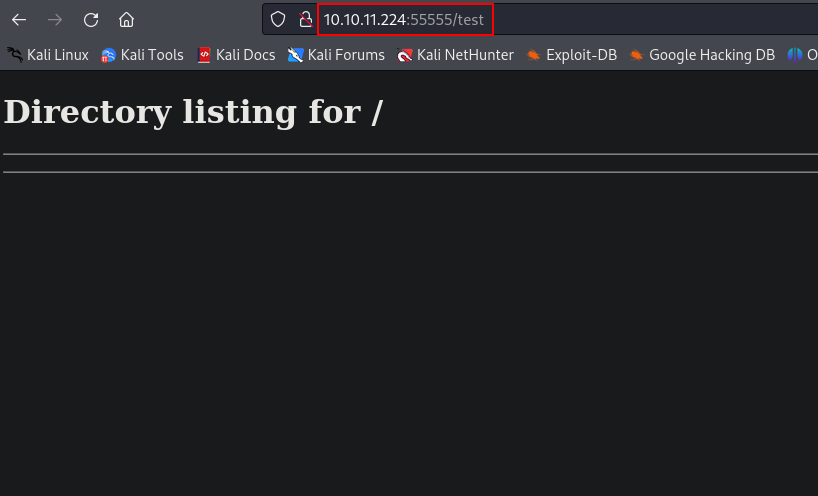 10.10.11.224:55555/test
Kali Linux Kali Tools Kali Docs Kali Forums Kali NetHunter Exploit-DB Google Hacking DB O
Directory listing for /